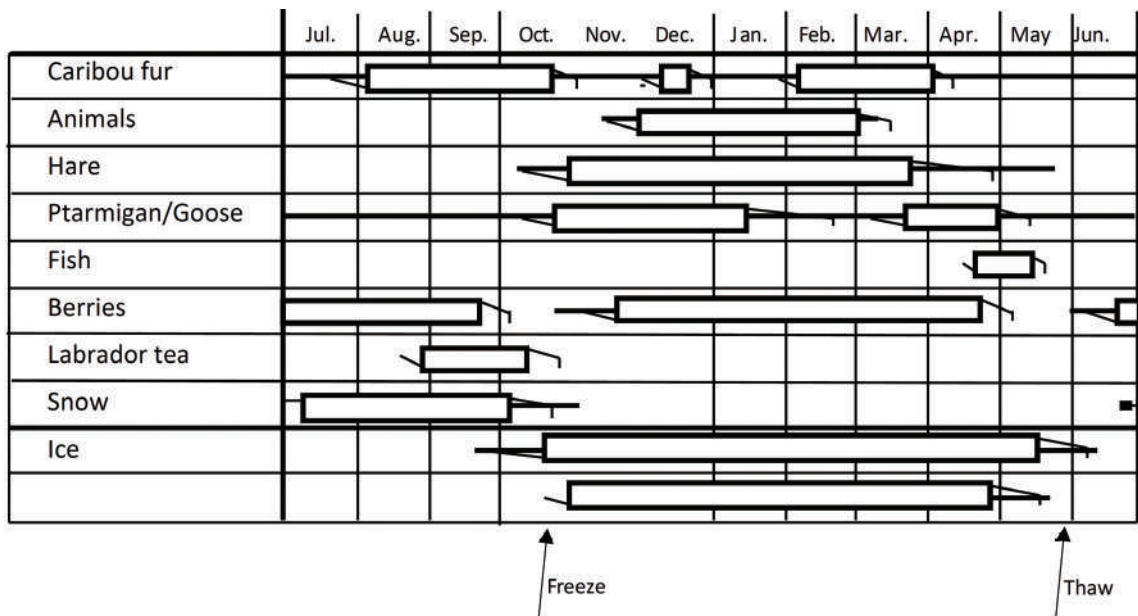 Jul. Aug. Sep. Oct. Nov. Dec. Jan. Feb. Mar. Apr. May Jun.
Caribou fur
Animals
Hare
Ptarmigan/Goose
Fish
Berries
Labrador tea
Snow
Ice
Freeze Thaw